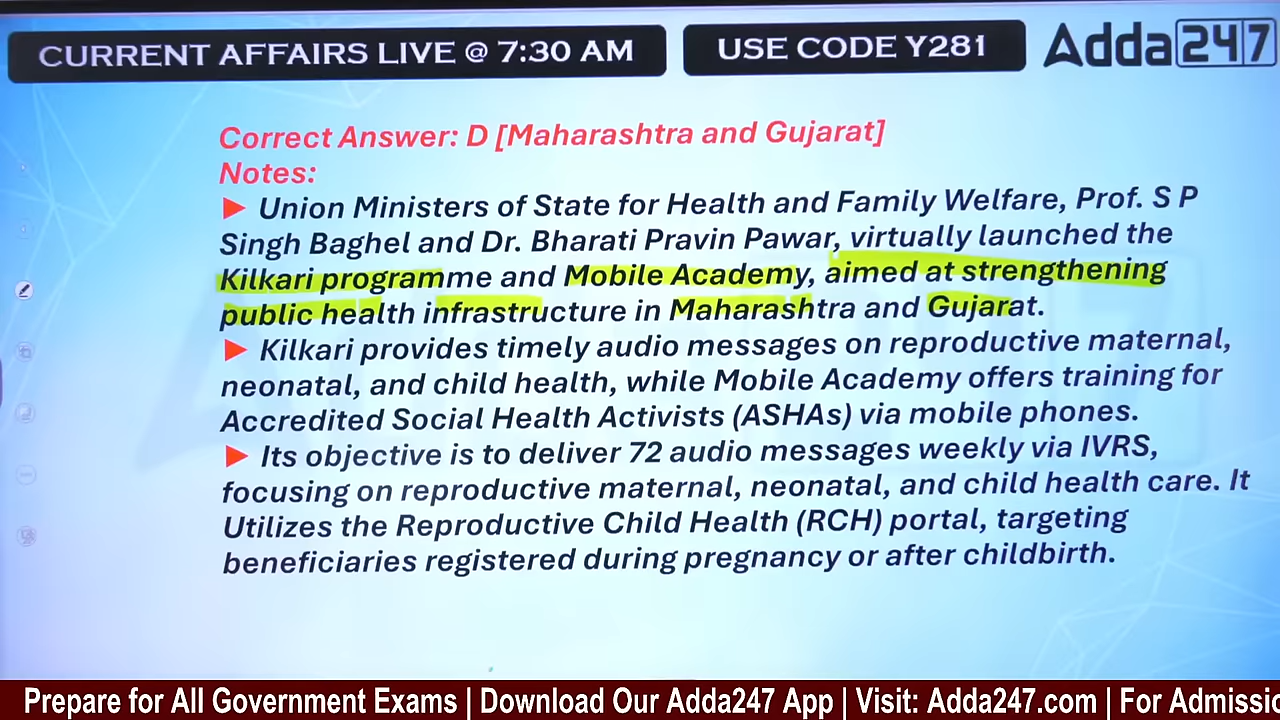 CURRENT AFFAIRS LIVE @ 7:30 AM
USE CODE Y281
Adda247
Correct Answer: D [Maharashtra and Gujarat]
Notes:
► Union Ministers of State for Health and Family Welfare, Prof. S P
Singh Baghel and Dr. Bharati Pravin Pawar, virtually launched the
Kilkari programme and Mobile Academy, aimed at strengthening
public health infrastructure in Maharashtra and Gujarat.
► Kilkari provides timely audio messages on reproductive maternal,
neonatal, and child health, while Mobile Academy offers training for
Accredited Social Health Activists (ASHAs) via mobile phones.
► Its objective is to deliver 72 audio messages weekly via IVRS,
focusing on reproductive maternal, neonatal, and child health care. It
Utilizes the Reproductive Child Health (RCH) portal, targeting
beneficiaries registered during pregnancy or after childbirth.
Prepare for All Government Exams | Download Our Adda247 App | Visit: Adda247.com | For Admissio